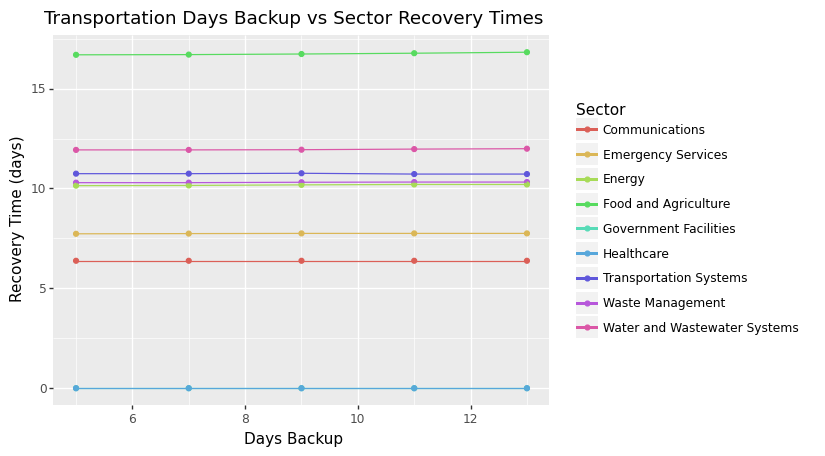 Transportation Days Backup vs Sector Recovery Times
Recovery Time (days)
15
10
5
0
6
8
10
12
Days Backup
Sector
Communications
Emergency Services
Energy
Food and Agriculture
Government Facilities
Healthcare
Transportation Systems
Waste Management
Water and Wastewater Systems